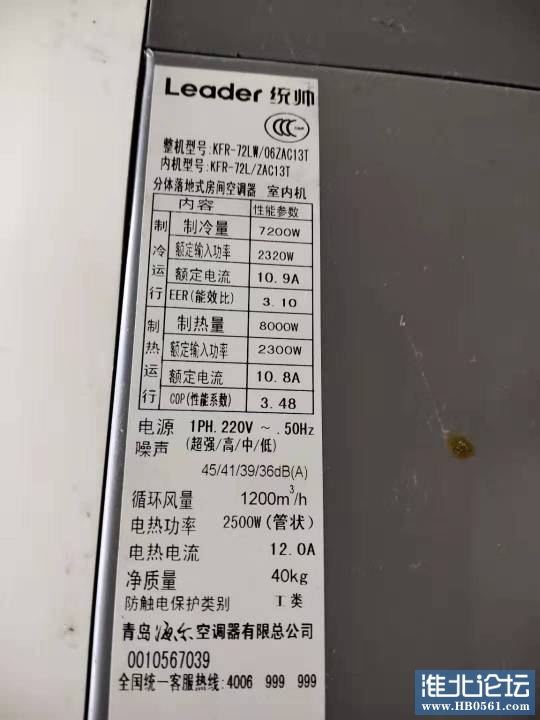 Leader 统帅
CCC
整机型号:KFR-72LW/06ZAC13T
内机型号:KFR-72L/ZAC13T
分体落地式房间空调器 室内机
内容 性能参数
制冷运行
制冷量 7200W
额定输入功率 2320W
额定电流 10.9A
EER(能效比) 3.10
制热运行
制热量 8000W
额定输入功率 2300W
额定电流 10.8A
COP(性能系数) 3.48
电源 1PH.220V ~ .50Hz
噪声 (超强/高/中/低)
45/41/39/36dB(A)
循环风量 1200m³/h
电热功率 2500W(管状)
电热电流 12.0A
净质量 40kg
防触电保护类别 I类
青岛海尔空调器有限总公司
0010567039
全国统一客服热线:4006 999 999
淮北论坛
WWW.HB0561.COM